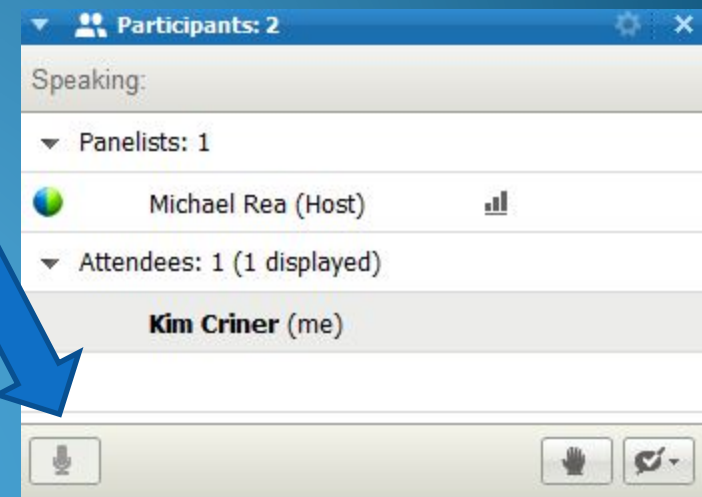 Participants: 2
Speaking:
Panelists: 1
Michael Rea (Host)
Attendees: 1 (1 displayed)
Kim Criner (me)